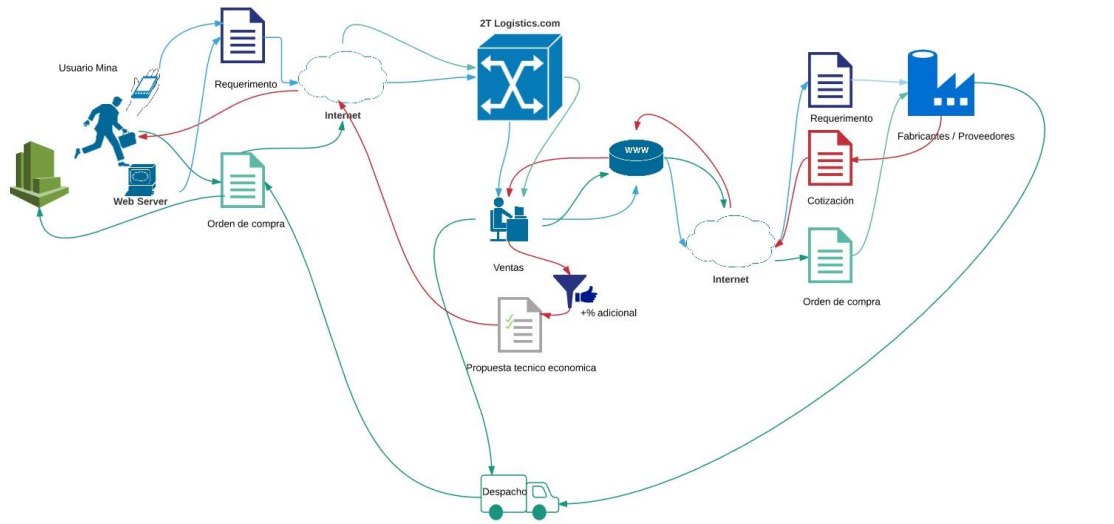 2T Logistics.com
Usuario Mina
Requerimento
Internet
Web Server
Orden de compra
www
Ventas
+% adicional
Propuesta tecnico economica
Internet
Requerimento
Fabricantes / Proveedores
Cotización
Orden de compra
Despacho